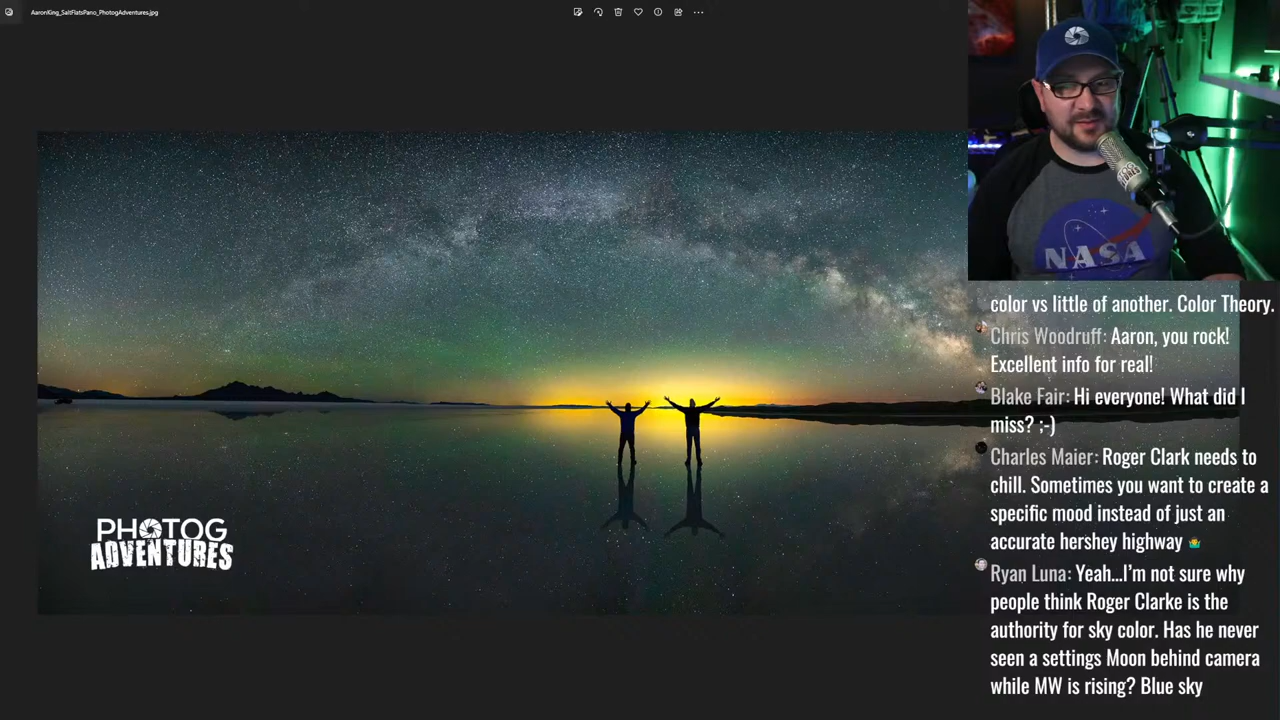 AaronKing_SaltFlatsPano_PhotogAdventures.jpg
NASA
color vs little of another. Color Theory.
Chris Woodruff: Aaron, you rock!
Excellent info for real!
Blake Fair: Hi everyone! What did I
miss? ;-)
Charles Maier: Roger Clark needs to
chill. Sometimes you want to create a
specific mood instead of just an
accurate hershey highway 🤷‍♂️
Ryan Luna: Yeah...I'm not sure why
people think Roger Clarke is the
authority for sky color. Has he never
seen a settings Moon behind camera
while MW is rising? Blue sky
PHOTOG
ADVENTURES